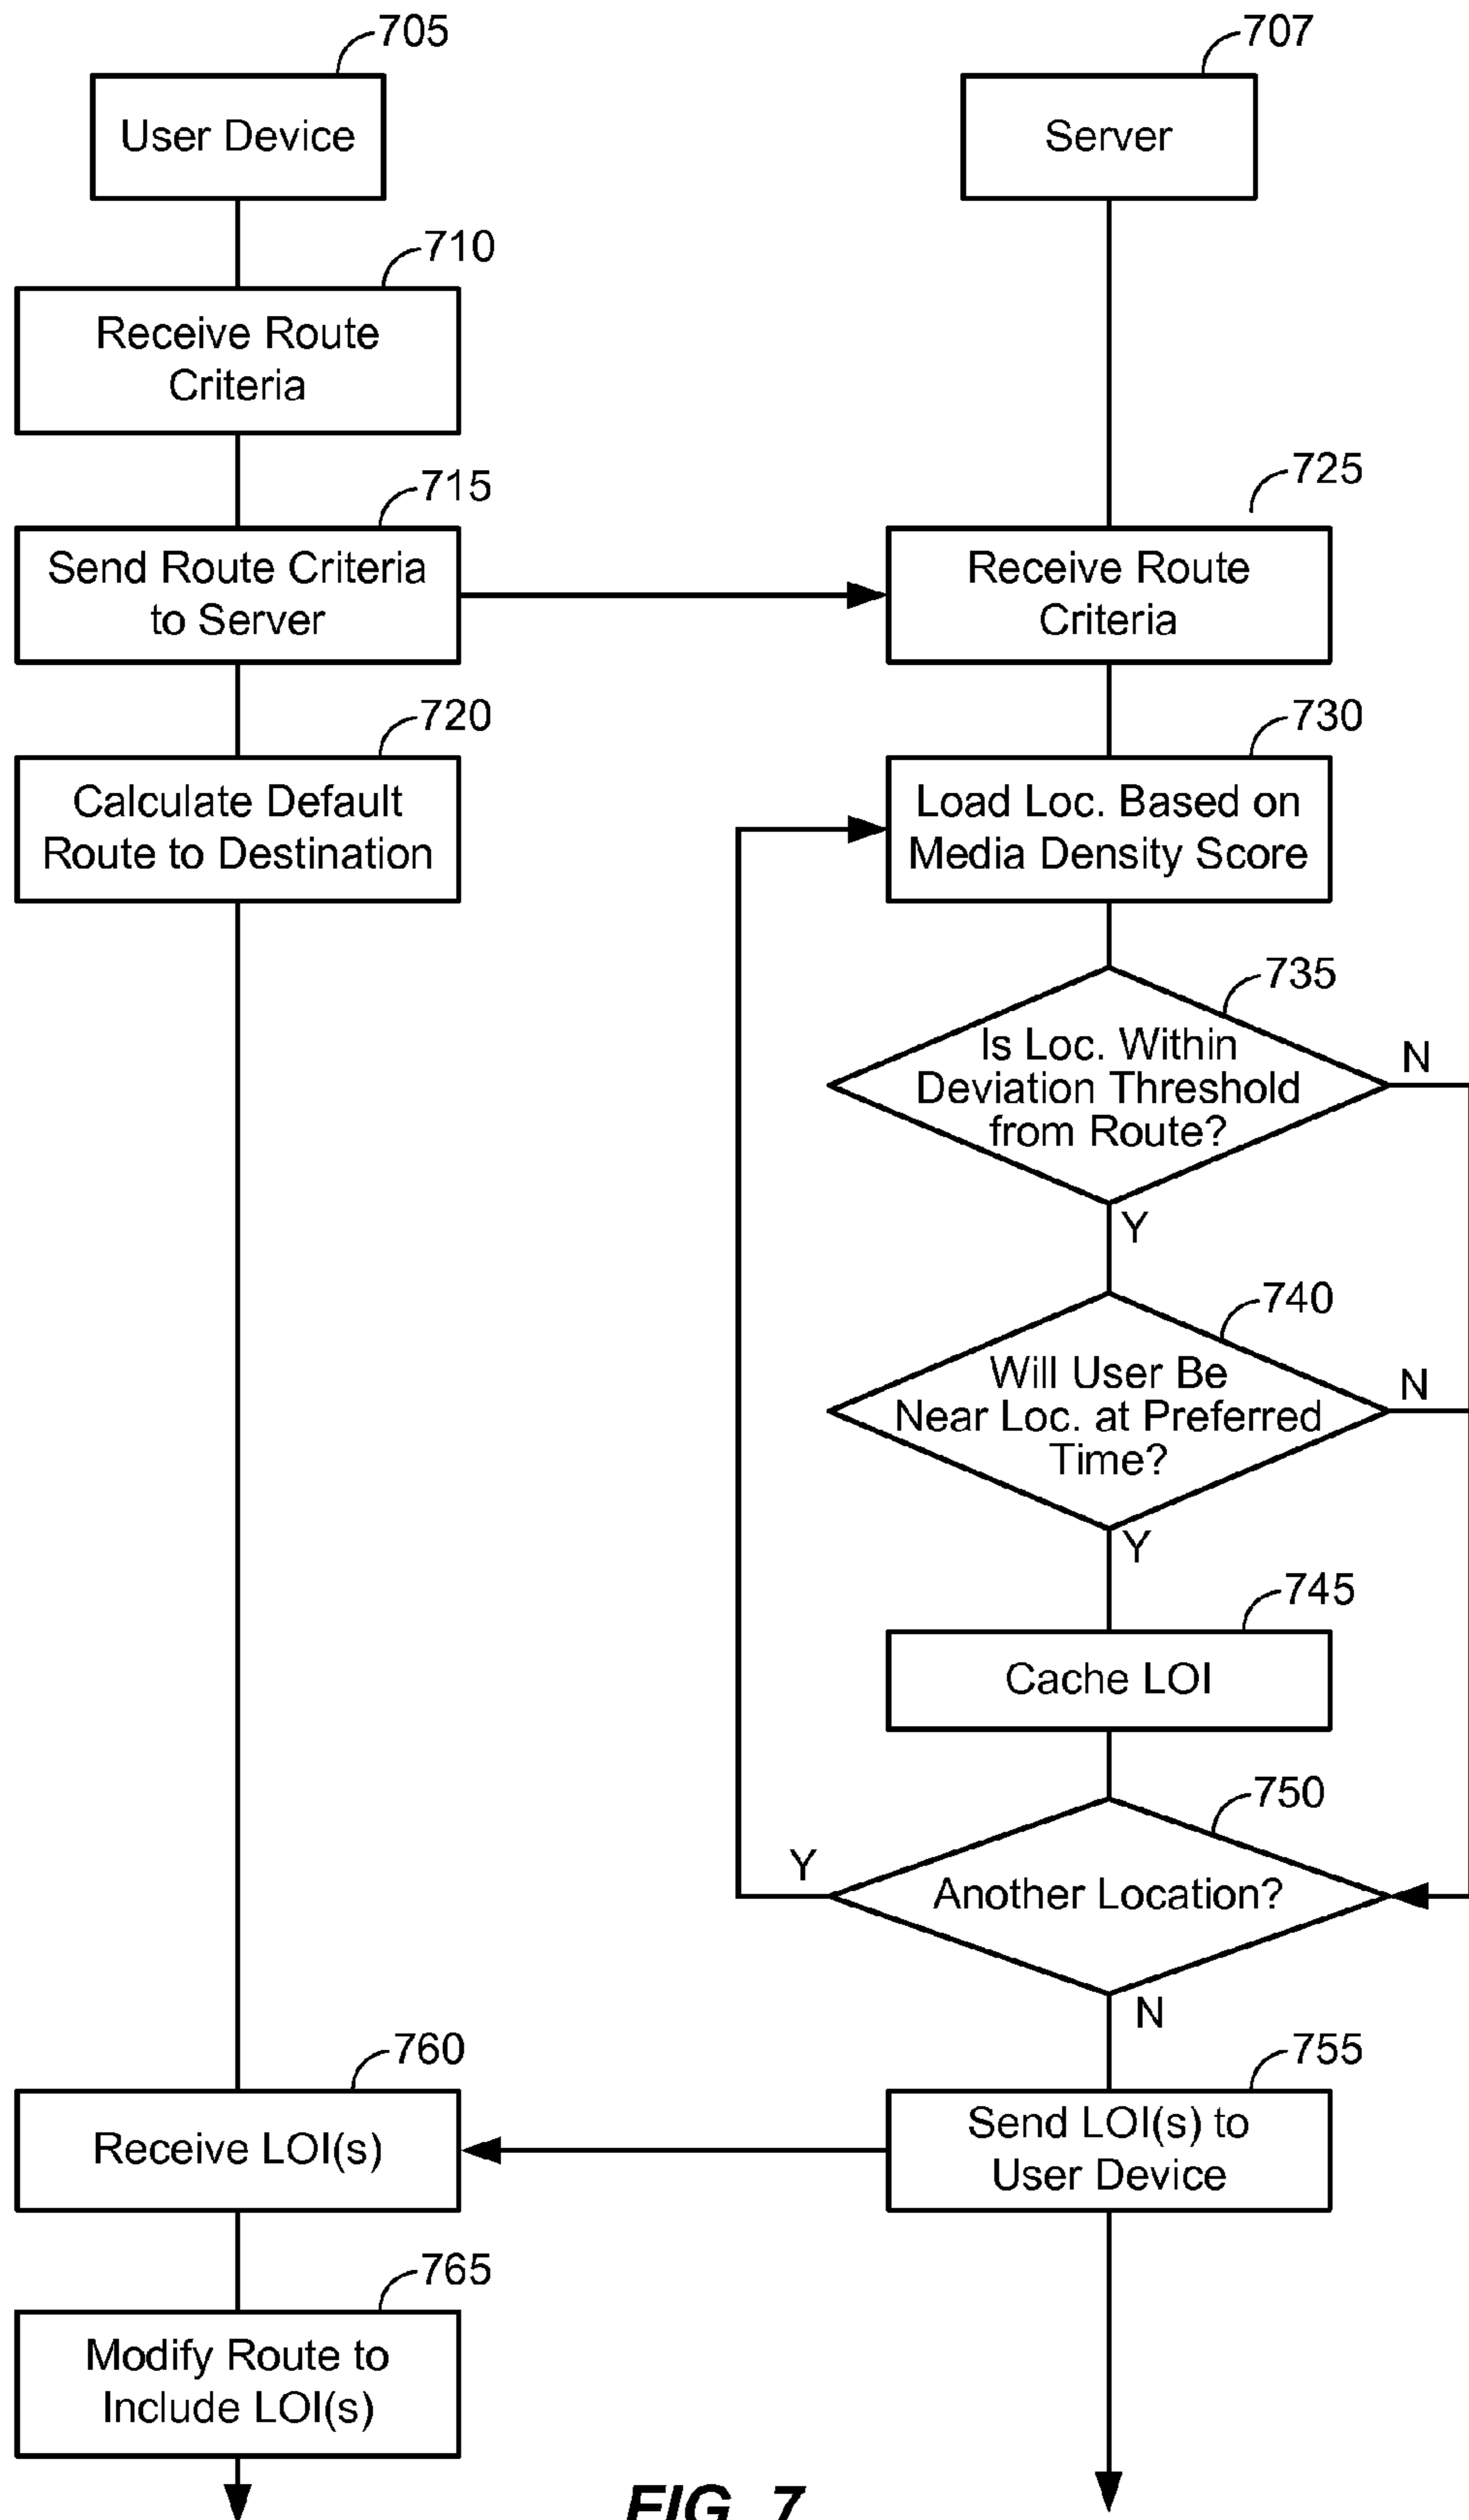 705
707
User Device
Server
710
Receive Route
Criteria
715
725
Send Route Criteria
to Server
Receive Route
Criteria
720
730
Calculate Default
Route to Destination
Load Loc. Based on
Media Density Score
735
Is Loc. Within
Deviation Threshold
from Route?
N
Y
740
Will User Be
Near Loc. at Preferred
Time?
N
Y
745
Cache LOI
750
Y
Another Location?
N
760
755
Receive LOI(s)
Send LOI(s) to
User Device
765
Modify Route to
Include LOI(s)
FIG. 7